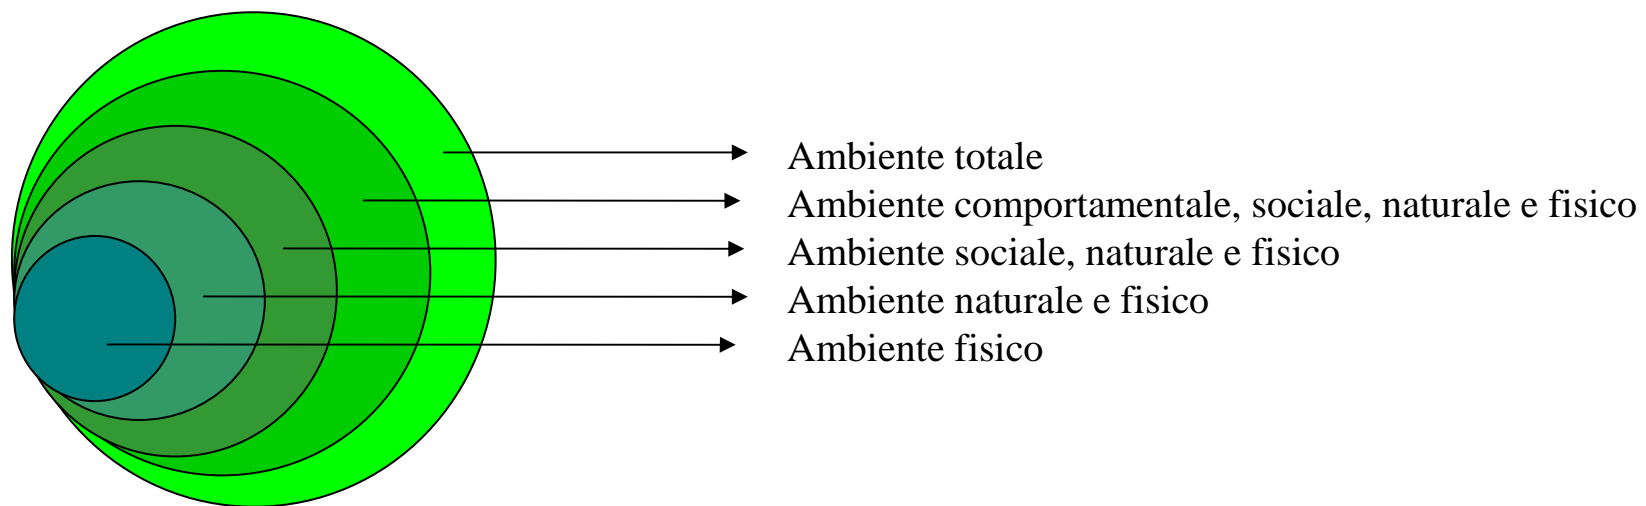 Ambiente totale
Ambiente comportamentale, sociale, naturale e fisico
Ambiente sociale, naturale e fisico
Ambiente naturale e fisico
Ambiente fisico